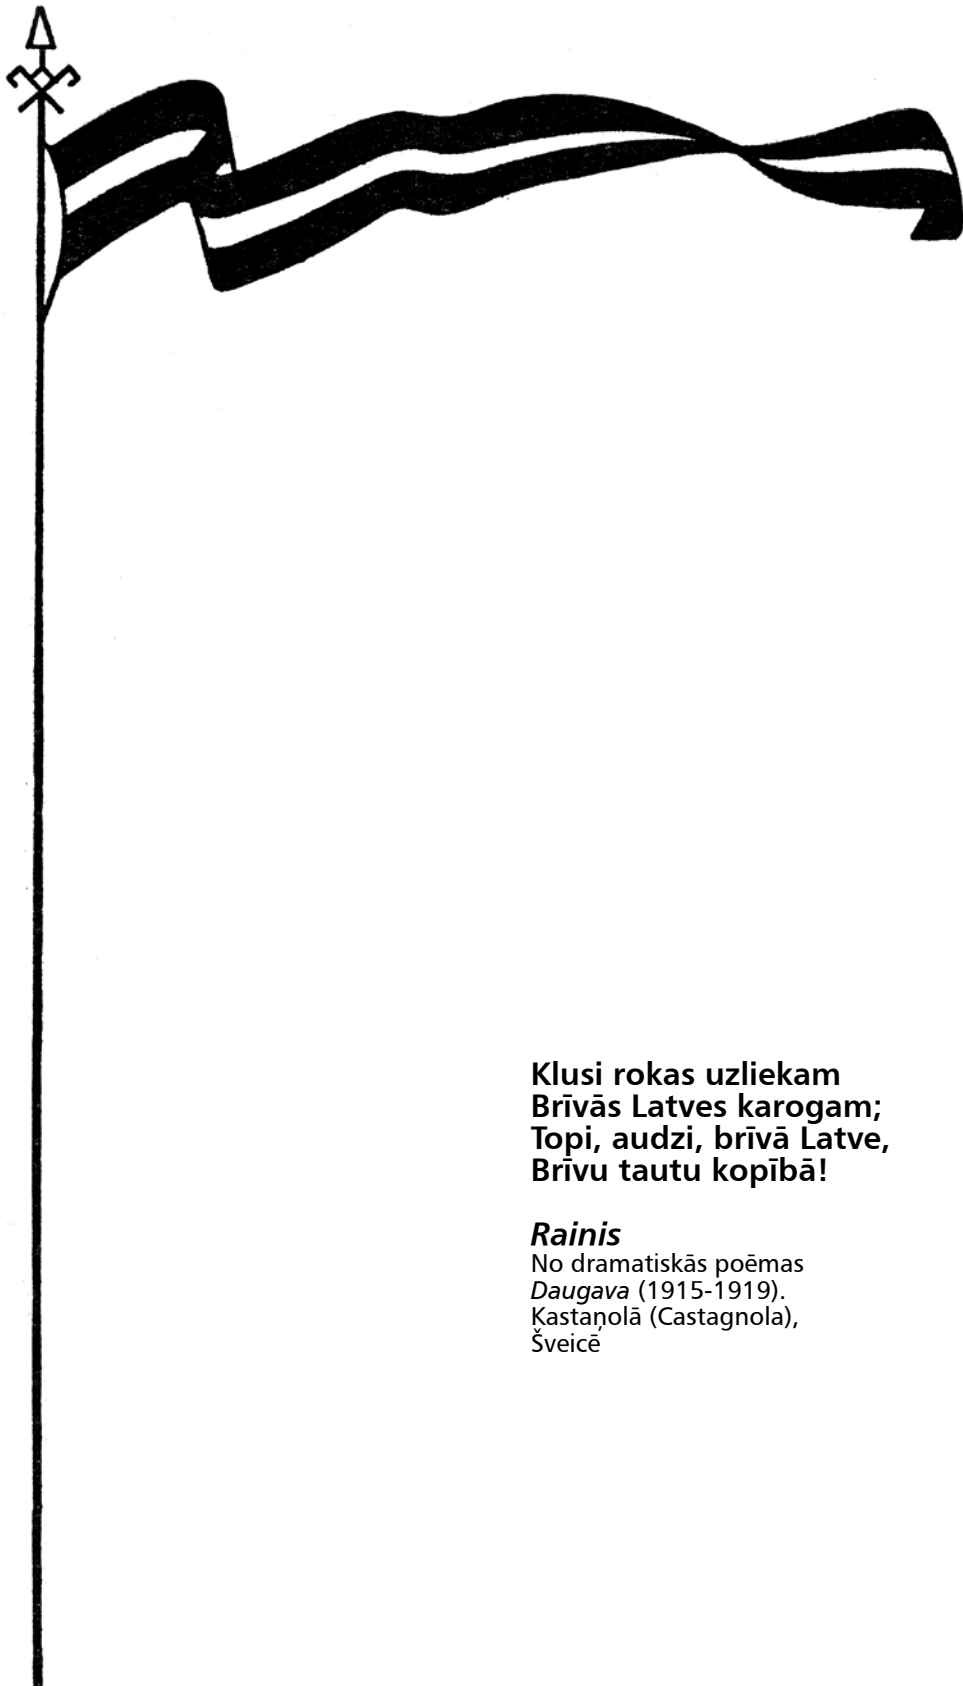 Klusi rokas uzliekam
Brīvās Latves karogam;
Topi, audzi, brīvā Latve,
Brīvu tautu kopībā!
Rainis
No dramatiskās poēmas
Daugava (1915-1919).
Kastaņolā (Castagnola),
Šveicē